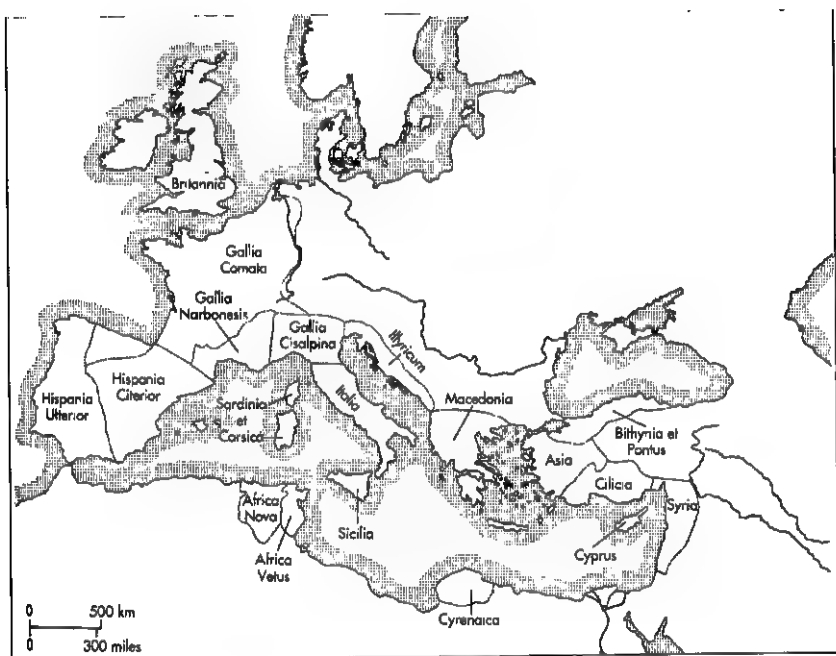 Britannia
Gallia
Comata
Gallia
Narbonesis
Gallia
Cisalpina
Illyricum
Hispania
Ulterior
Hispania
Citerior
Sardinia
et
Corsica
Italia
Macedonia
Bithynia et
Pontus
Asia
Cilicia
Syria
Cyprus
Africa
Nova
Africa
Vetus
Sicilia
Cyrenaica
0 500 km
0 300 miles